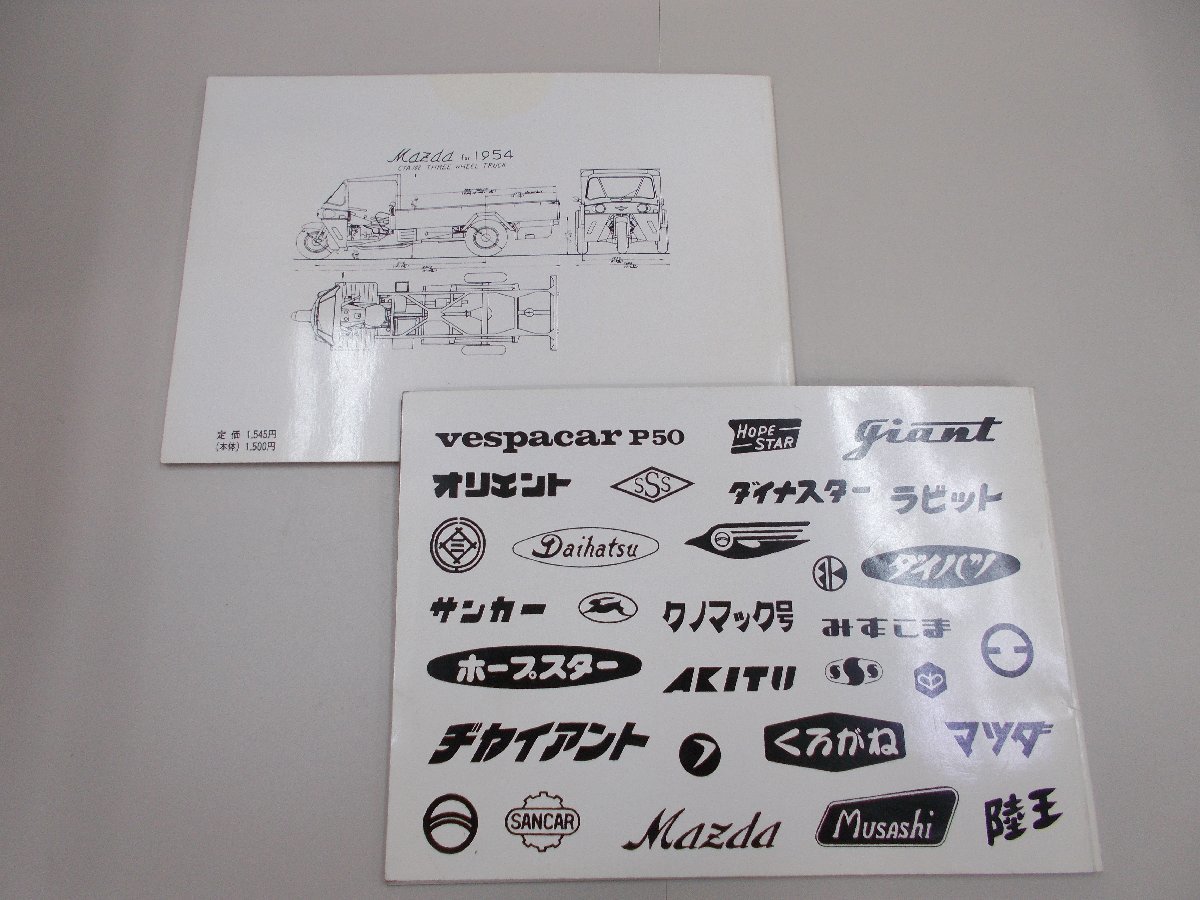 Mazda for 1954
THREE WHEEL TRUCK
定価 1,545円
(本体) 1,500円
vespacar P50
HOPE STAR
giant
オリエント
SSS
ダイナスター
ラビット
Daihatsu
ダイハツ
サンカー
クノマック号
みずしま
ホープスター
AKITU
SSS
ヂャイアント
くろがね
マツダ
SANCAR
Mazda
Musashi
陸王